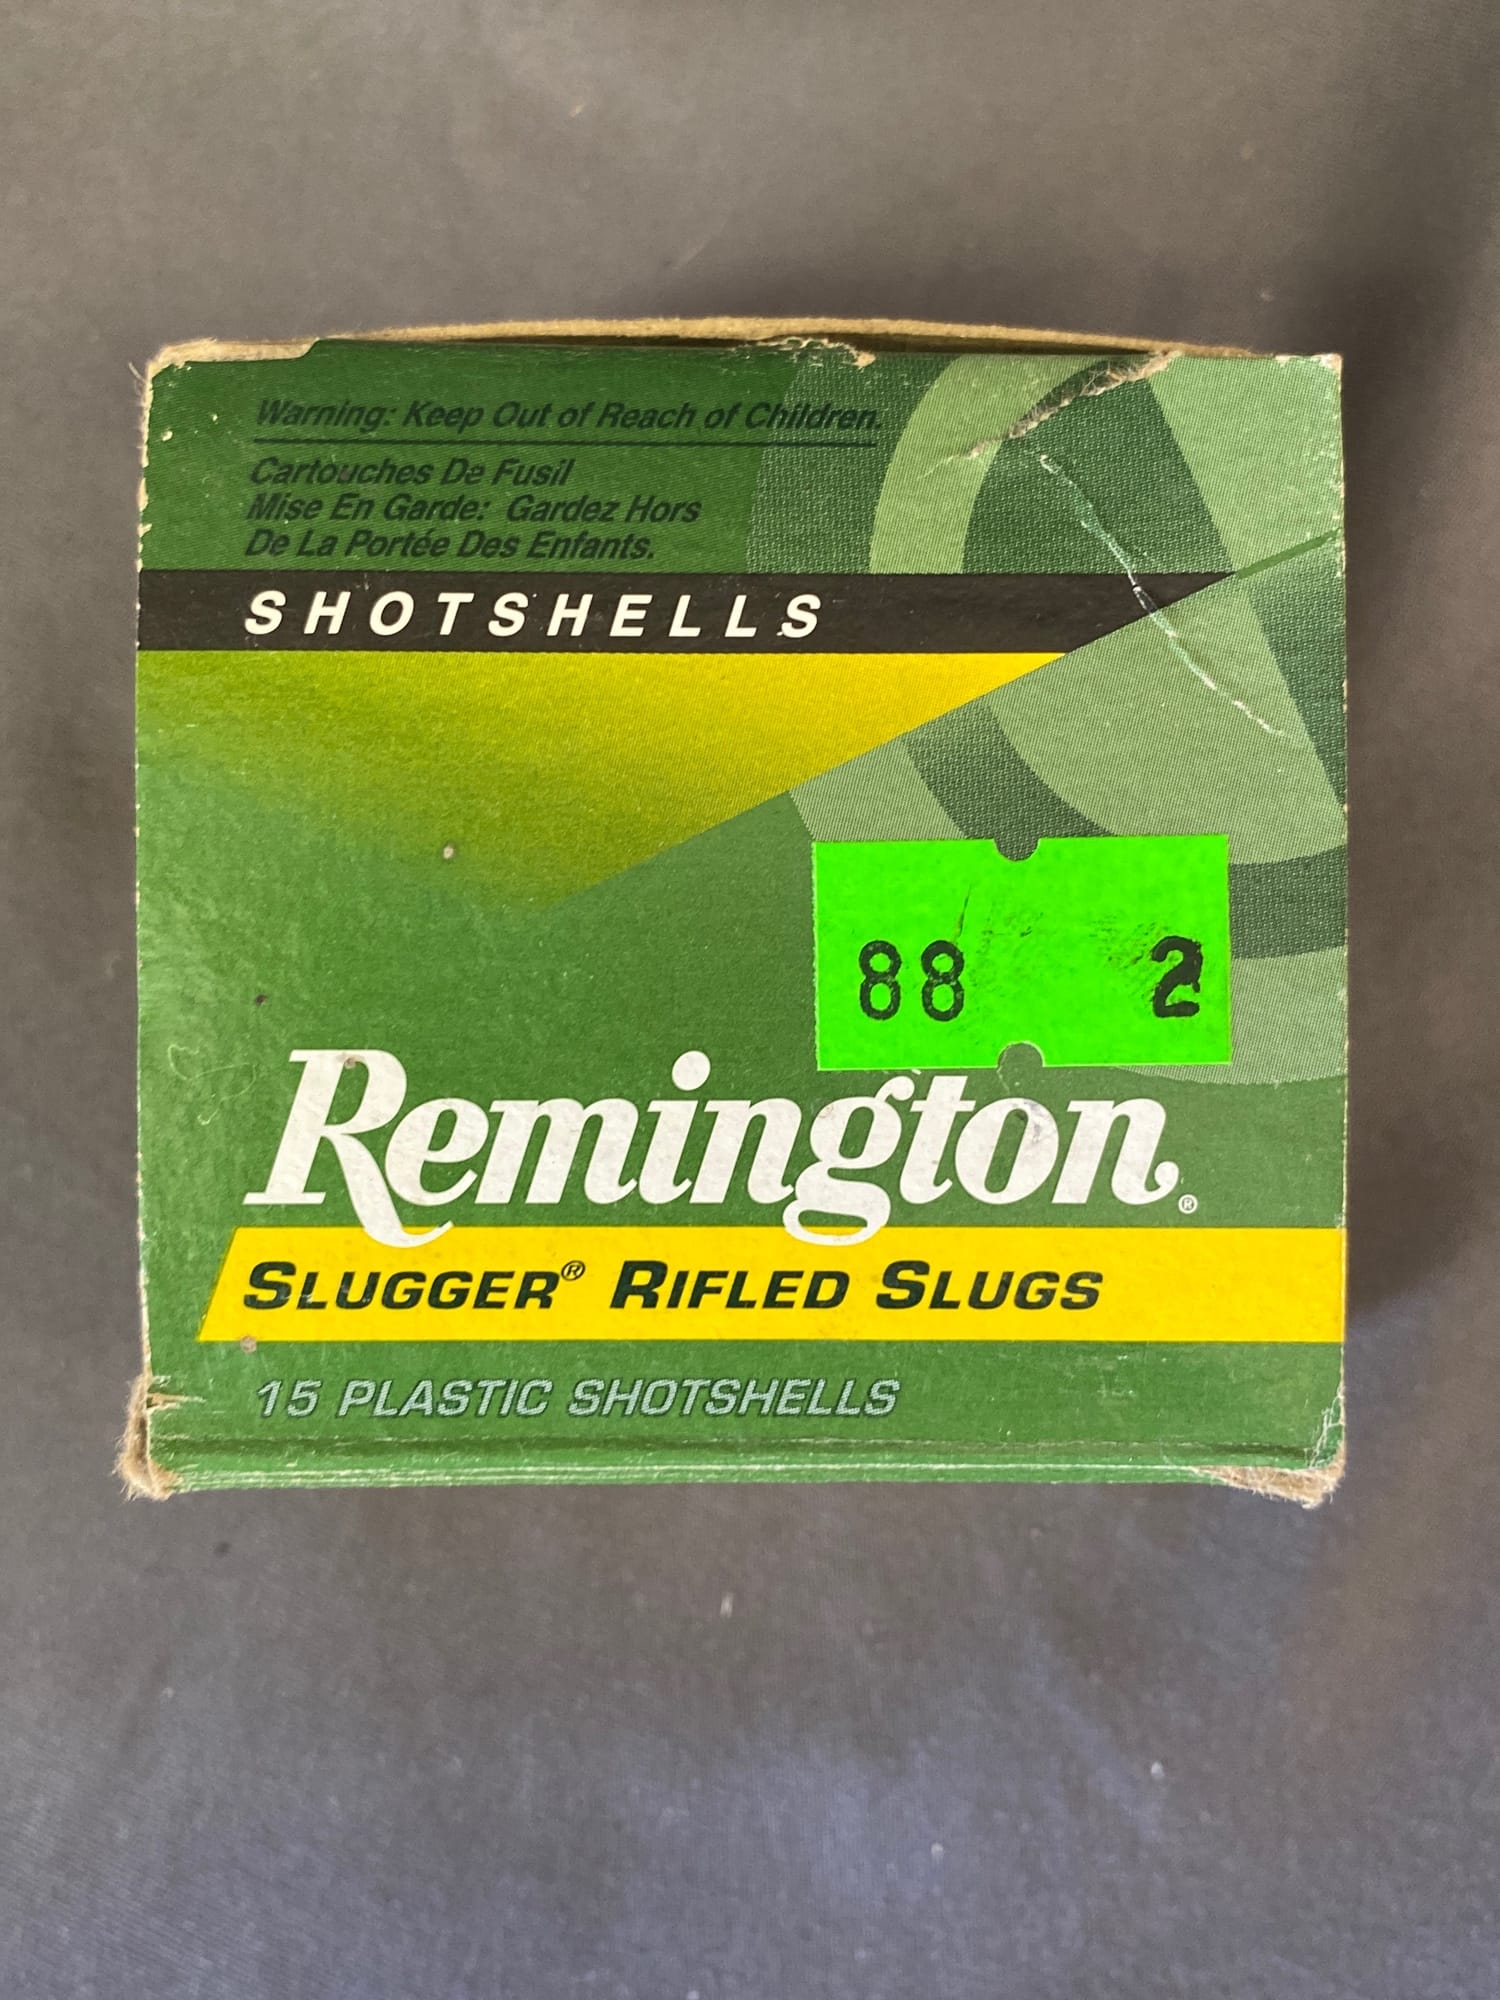 Warning: Keep Out of Reach of Children.
Cartouches De Fusil
Mise En Garde: Gardez Hors
De La Portée Des Enfants.
SHOTSHELLS
88 2
Remington®
SLUGGER® RIFLED SLUGS
15 PLASTIC SHOTSHELLS